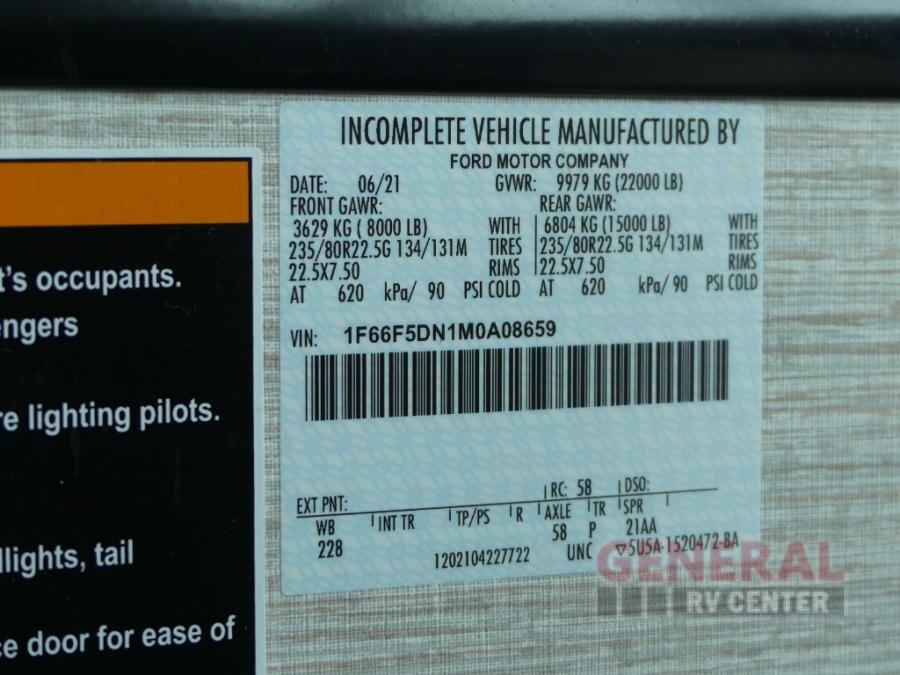 INCOMPLETE VEHICLE MANUFACTURED BY
FORD MOTOR COMPANY
DATE: 06/21 GVWR: 9979 KG (22000 LB)
FRONT GAWR: REAR GAWR:
3629 KG ( 8000 LB) WITH 6804 KG (15000 LB) WITH
235/80R22.5G 134/131M TIRES 235/80R22.5G 134/131M TIRES
22.5X7.50 RIMS 22.5X7.50 RIMS
AT 620 kPa/ 90 PSI COLD AT 620 kPa/ 90 PSI COLD
VIN: 1F66F5DN1M0A08659
EXT PNT: RC: 58 DSO:
WB INT TR TP/PS R AXLE TR SPR
228 58 P 21AA
1202104227722 UNC ▽5U5A-1520472-BA
t's occupants.
engers
re lighting pilots.
llights, tail
ce door for ease of
GENERAL
RV CENTER